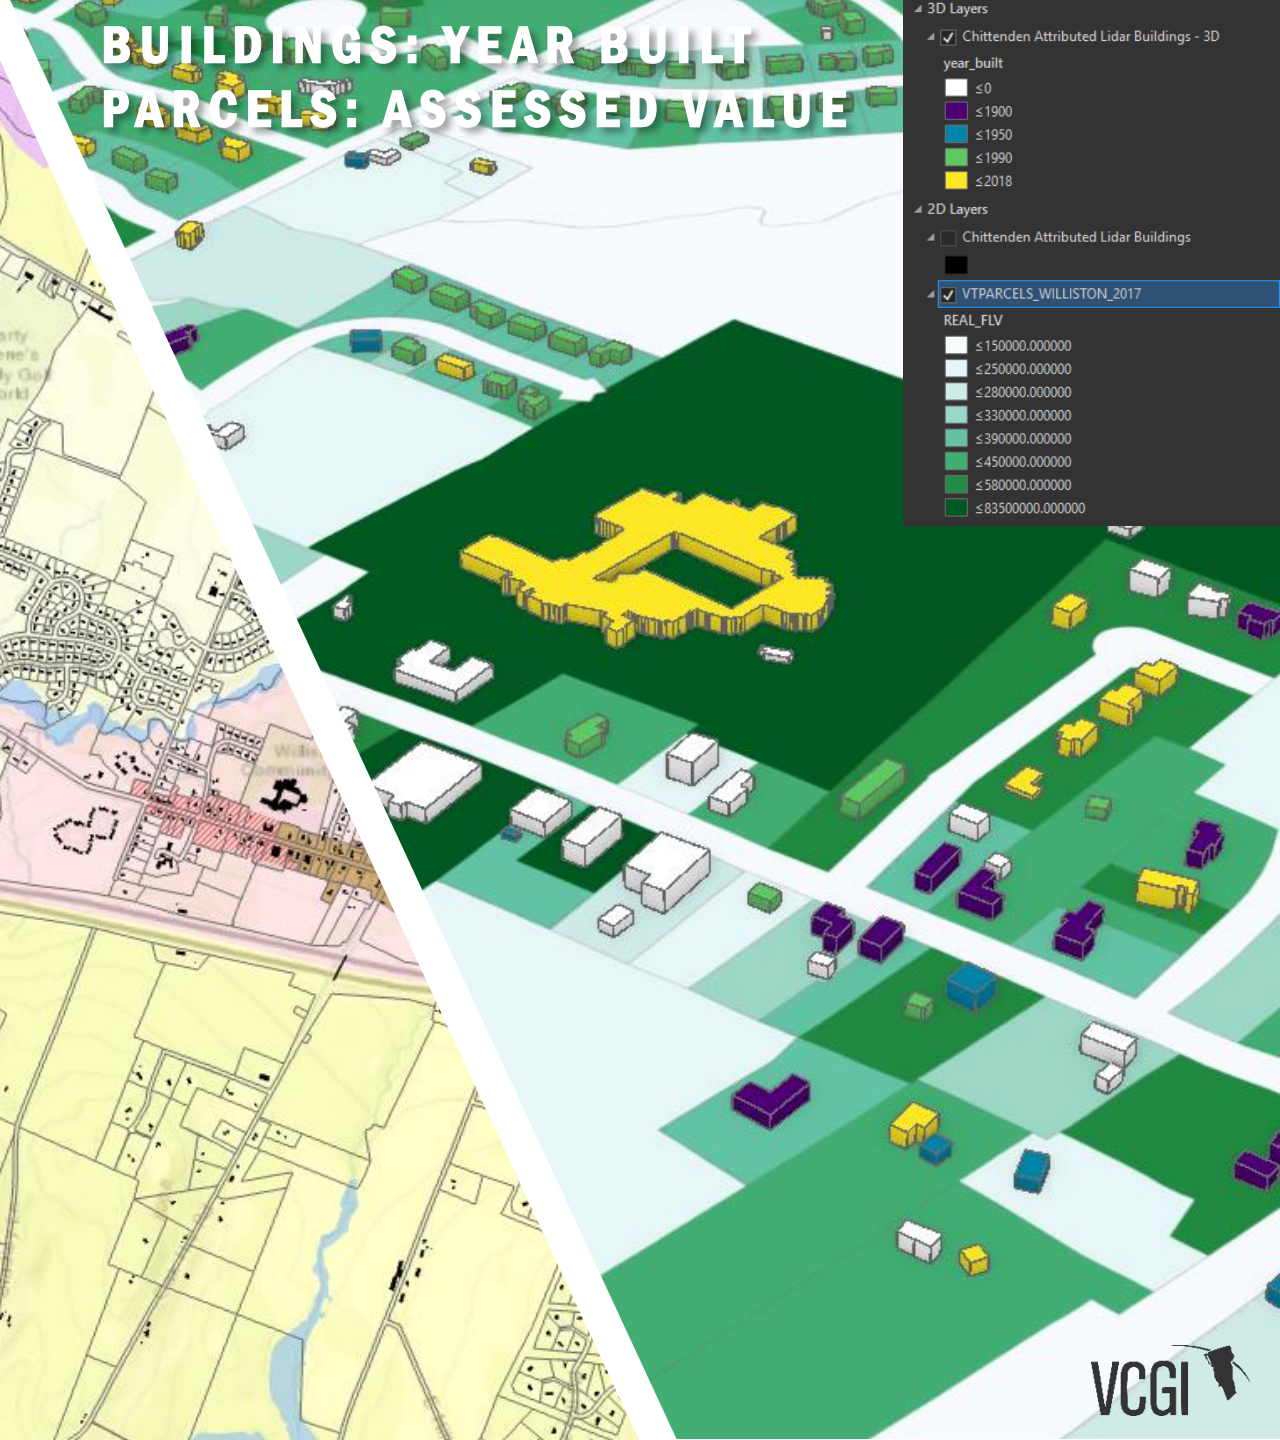 BUILDINGS: YEAR BUILT
PARCELS: ASSESSED VALUE
3D Layers
Chittenden Attributed Lidar Buildings - 3D
year_built
≤0
≤1900
≤1950
≤1990
≤2018
2D Layers
Chittenden Attributed Lidar Buildings
VTPARCELS_WILLISTON_2017
REAL_FLV
≤150000.000000
≤250000.000000
≤280000.000000
≤330000.000000
≤390000.000000
≤450000.000000
≤580000.000000
≤83500000.000000
VCGI